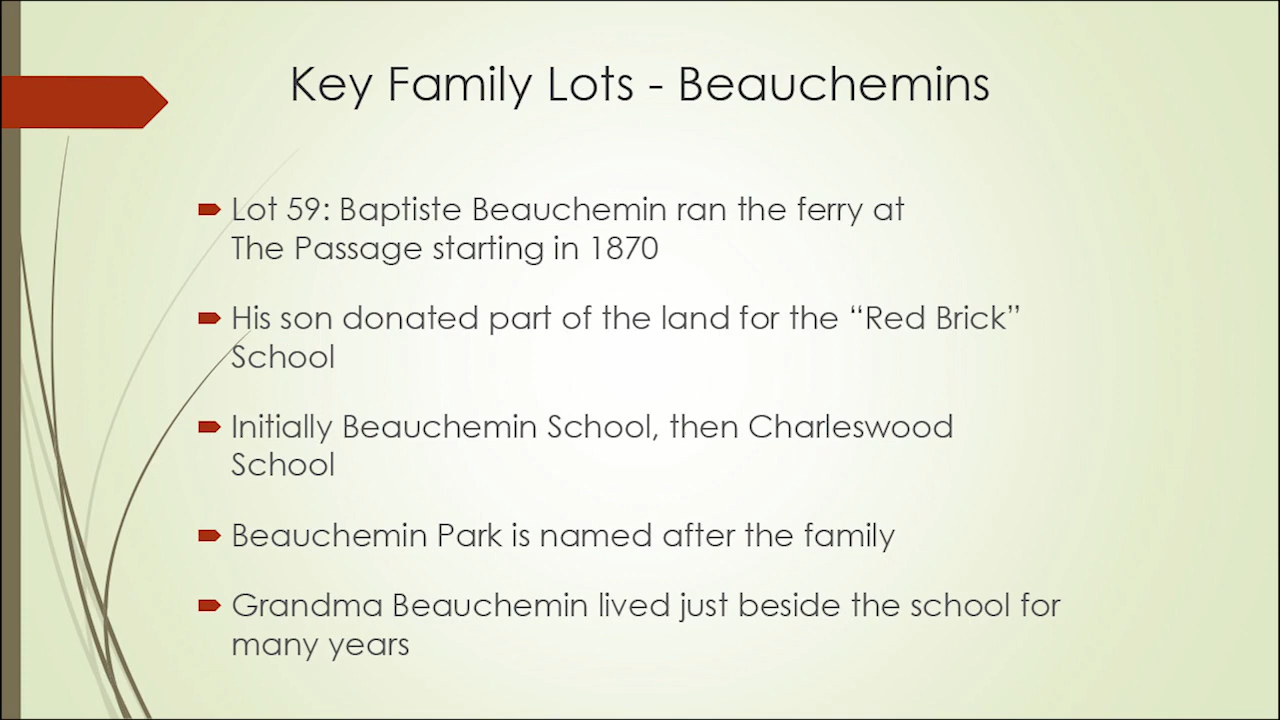 Key Family Lots - Beauchemins
Lot 59: Baptiste Beauchemin ran the ferry at
The Passage starting in 1870
His son donated part of the land for the “Red Brick”
School
Initially Beauchemin School, then Charleswood
School
Beauchemin Park is named after the family
Grandma Beauchemin lived just beside the school for
many years